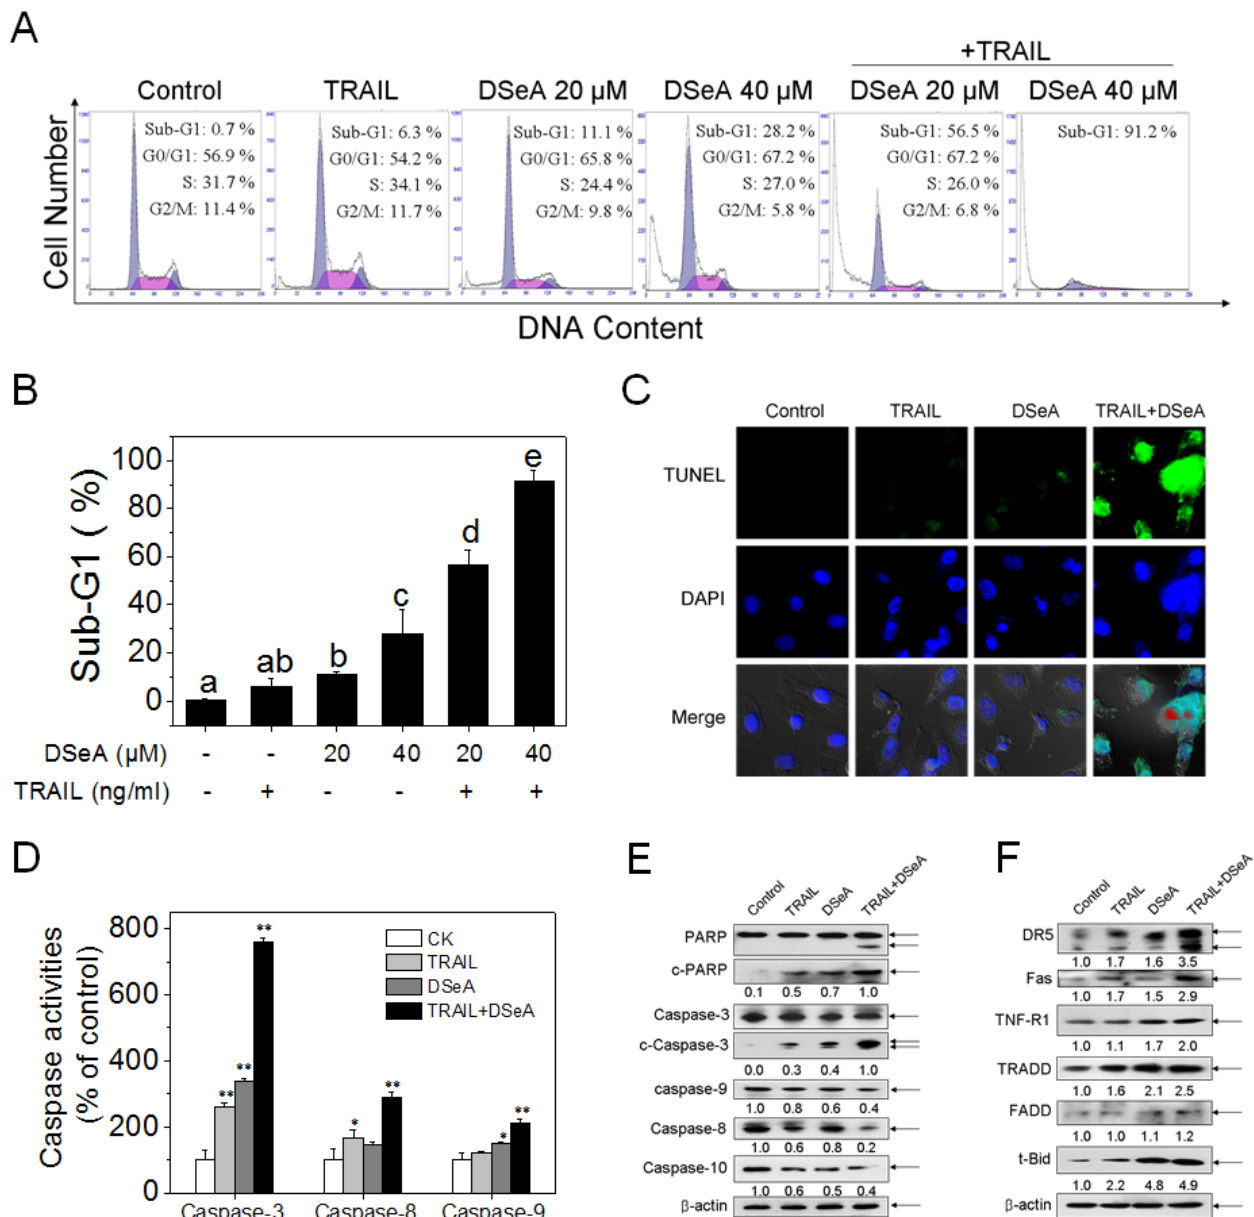 A
+TRAIL
Control TRAIL DSeA 20 μM DSeA 40 μM DSeA 20 μM DSeA 40 μM
Cell Number
Sub-G1: 0.7 %
G0/G1: 56.9 %
S: 31.7 %
G2/M: 11.4 %
Sub-G1: 6.3 %
G0/G1: 54.2 %
S: 34.1 %
G2/M: 11.7 %
Sub-G1: 11.1 %
G0/G1: 65.8 %
S: 24.4 %
G2/M: 9.8 %
Sub-G1: 28.2 %
G0/G1: 67.2 %
S: 27.0 %
G2/M: 5.8 %
Sub-G1: 56.5 %
G0/G1: 67.2 %
S: 26.0 %
G2/M: 6.8 %
Sub-G1: 91.2 %
DNA Content
B
Sub-G1 ( %)
100
80
60
40
20
0
a ab b c d e
DSeA (μM) - - 20 40 20 40
TRAIL (ng/ml) - + - - + +
C
Control TRAIL DSeA TRAIL+DSeA
TUNEL
DAPI
Merge
D
Caspase activities
(% of control)
800
600
400
200
0
CK
TRAIL
DSeA
TRAIL+DSeA
** ** **
* **
* **
Caspase-3 Caspase-8 Caspase-9
E
Control TRAIL DSeA TRAIL+DSeA
PARP
c-PARP
0.1 0.5 0.7 1.0
Caspase-3
c-Caspase-3
0.0 0.3 0.4 1.0
caspase-9
1.0 0.8 0.6 0.4
Caspase-8
1.0 0.6 0.8 0.2
Caspase-10
1.0 0.6 0.5 0.4
β-actin
F
Control TRAIL DSeA TRAIL+DSeA
DR5
1.0 1.7 1.6 3.5
Fas
1.0 1.7 1.5 2.9
TNF-R1
1.0 1.1 1.7 2.0
TRADD
1.0 1.6 2.1 2.5
FADD
1.0 1.0 1.1 1.2
t-Bid
1.0 2.2 4.8 4.9
β-actin